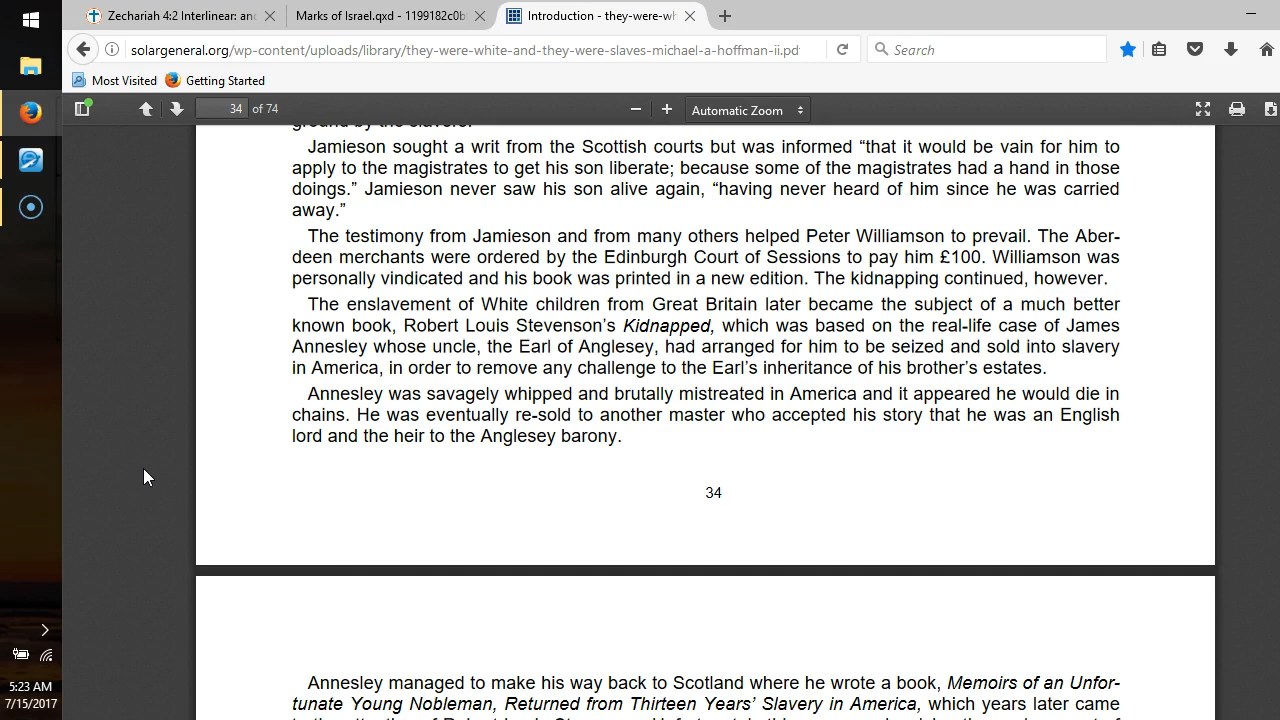 Zechariah 4:2 Interlinear: an
Marks of Israel.qxd - 1199182c0b
Introduction - they-were-wh
solargeneral.org/wp-content/uploads/library/they-were-white-and-they-were-slaves-michael-a-hoffman-ii.pd
Search
Most Visited
Getting Started
34 of 74
Automatic Zoom
ground by the slavers.
Jamieson sought a writ from the Scottish courts but was informed “that it would be vain for him to
apply to the magistrates to get his son liberate; because some of the magistrates had a hand in those
doings.” Jamieson never saw his son alive again, “having never heard of him since he was carried
away.”
The testimony from Jamieson and from many others helped Peter Williamson to prevail. The Aber-
deen merchants were ordered by the Edinburgh Court of Sessions to pay him £100. Williamson was
personally vindicated and his book was printed in a new edition. The kidnapping continued, however.
The enslavement of White children from Great Britain later became the subject of a much better
known book, Robert Louis Stevenson’s Kidnapped, which was based on the real-life case of James
Annesley whose uncle, the Earl of Anglesey, had arranged for him to be seized and sold into slavery
in America, in order to remove any challenge to the Earl’s inheritance of his brother’s estates.
Annesley was savagely whipped and brutally mistreated in America and it appeared he would die in
chains. He was eventually re-sold to another master who accepted his story that he was an English
lord and the heir to the Anglesey barony.
34
Annesley managed to make his way back to Scotland where he wrote a book, Memoirs of an Unfor-
tunate Young Nobleman, Returned from Thirteen Years’ Slavery in America, which years later came
5:23 AM
7/15/2017